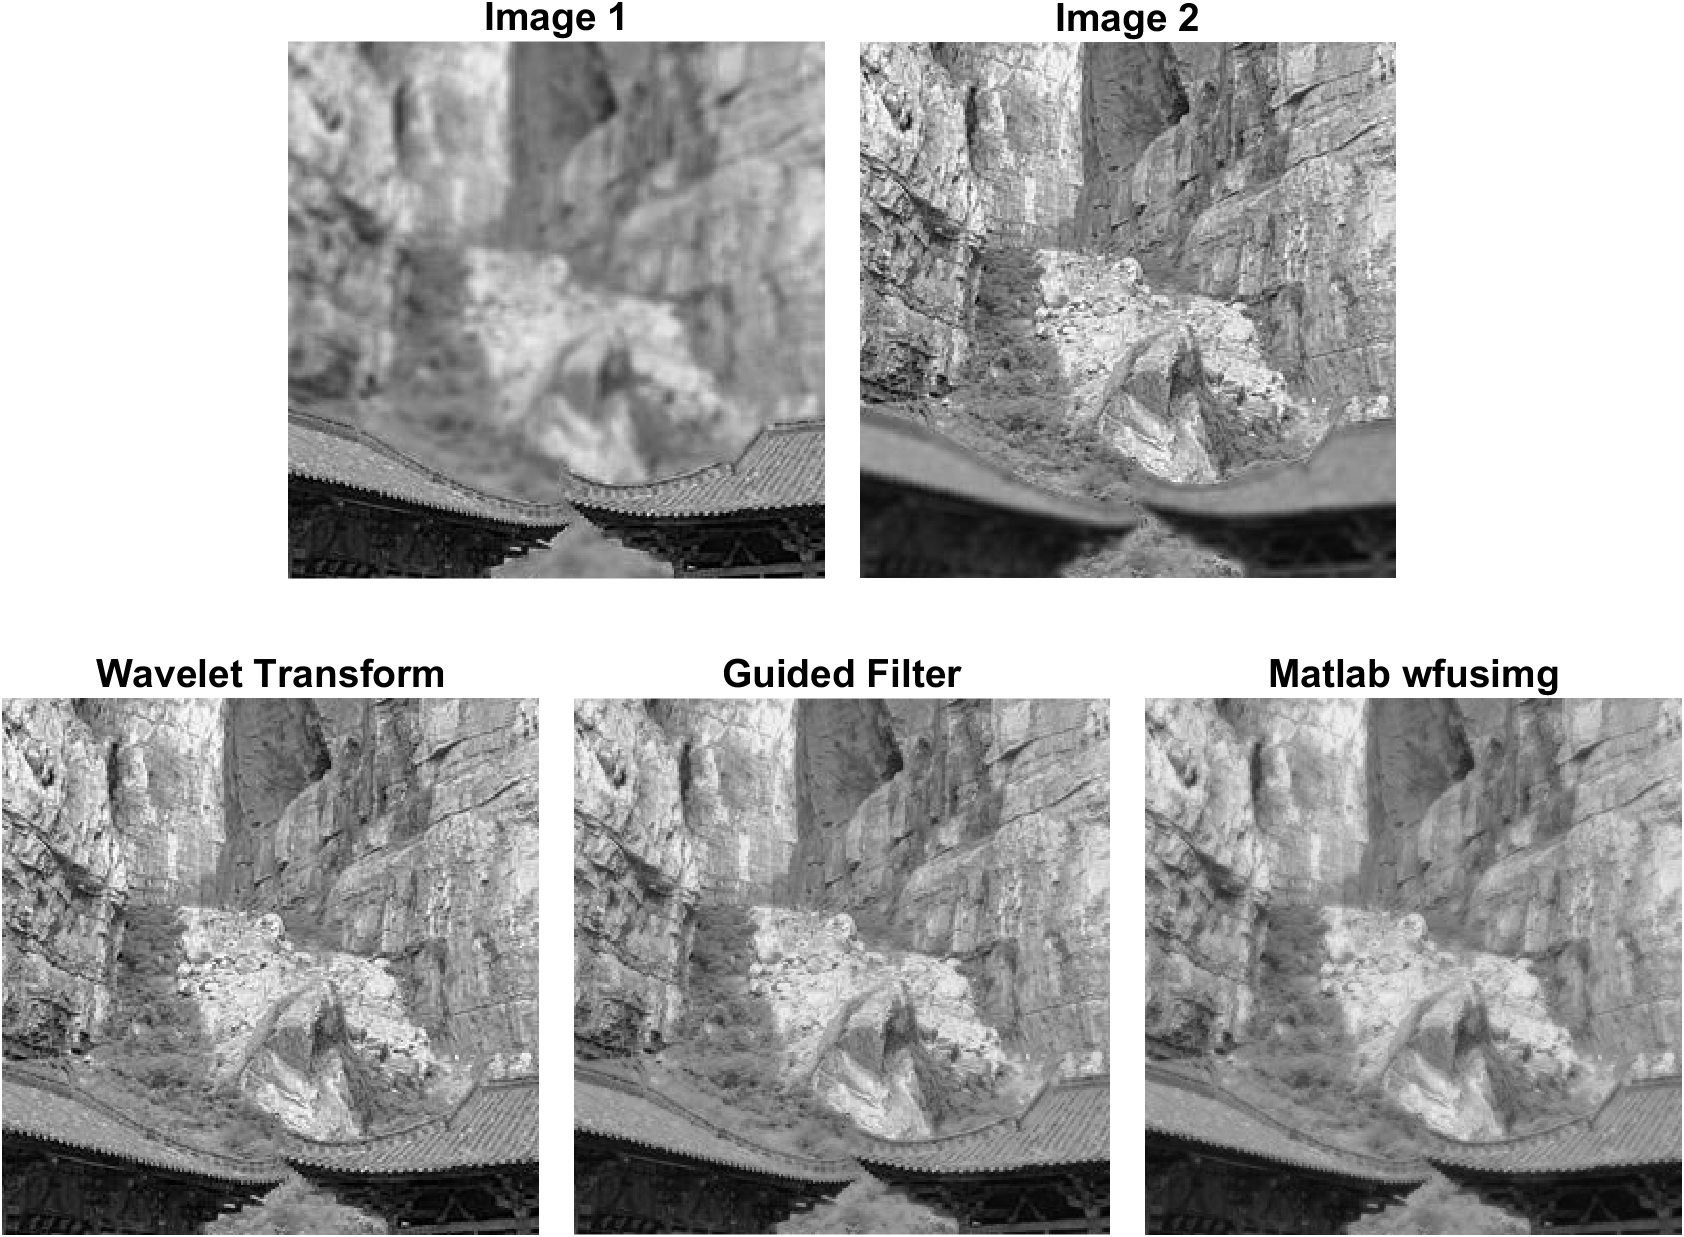 Image 1
Image 2
Wavelet Transform
Guided Filter
Matlab wfusimg